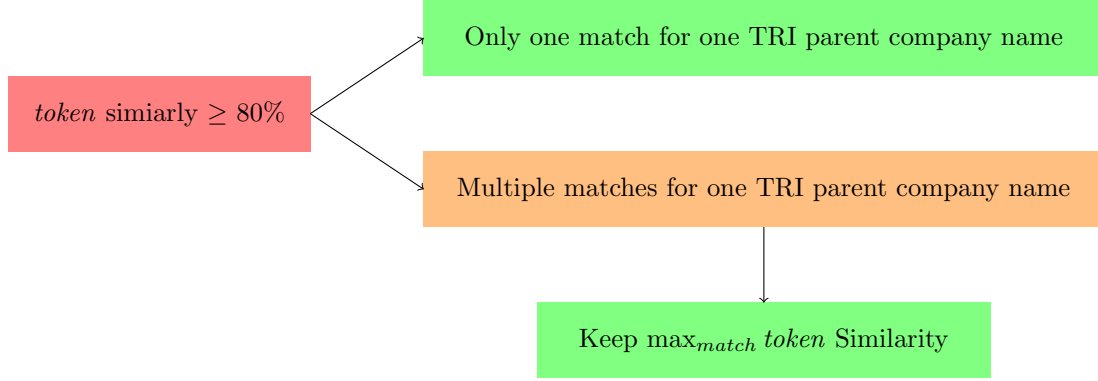 Only one match for one TRI parent company name
token simiarly ≥ 80%
Multiple matches for one TRI parent company name
Keep max_match token Similarity